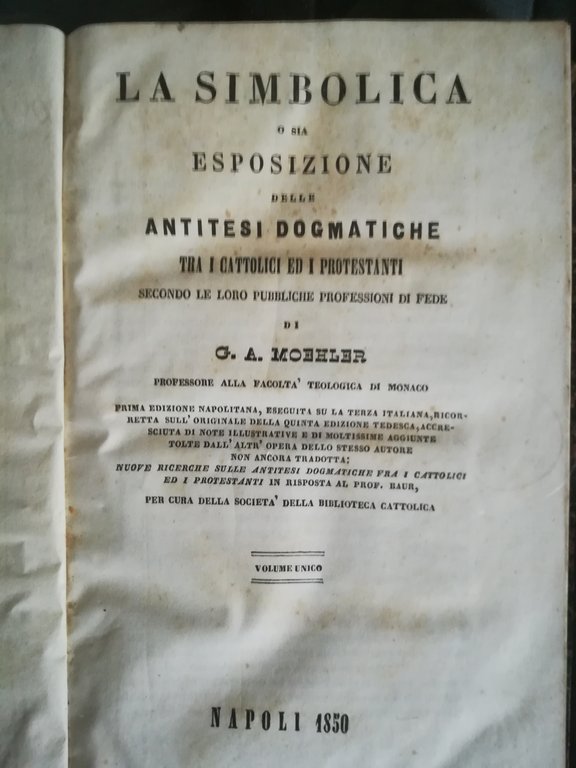 LA SIMBOLICA
O SIA
ESPOSIZIONE
DELLE
ANTITESI DOGMATICHE
TRA I CATTOLICI ED I PROTESTANTI
SECONDO LE LORO PUBBLICHE PROFESSIONI DI FEDE
DI
G. A. MOEHLER
PROFESSORE ALLA FACOLTA' TEOLOGICA DI MONACO
PRIMA EDIZIONE NAPOLITANA, ESEGUITA SU LA TERZA ITALIANA, RICOR-
RETTA SULL' ORIGINALE DELLA QUINTA EDIZIONE TEDESCA, ACCRE-
SCIUTA DI NOTE ILLUSTRATIVE E DI MOLTISSIME AGGIUNTE
TOLTE DALL' ALTR' OPERA DELLO STESSO AUTORE
NON ANCORA TRADOTTA;
NUOVE RICERCHE SULLE ANTITESI DOGMATICHE FRA I CATTOLICI
ED I PROTESTANTI IN RISPOSTA AL PROF. BAUR,
PER CURA DELLA SOCIETA' DELLA BIBLIOTECA CATTOLICA
VOLUME UNICO
NAPOLI 1850